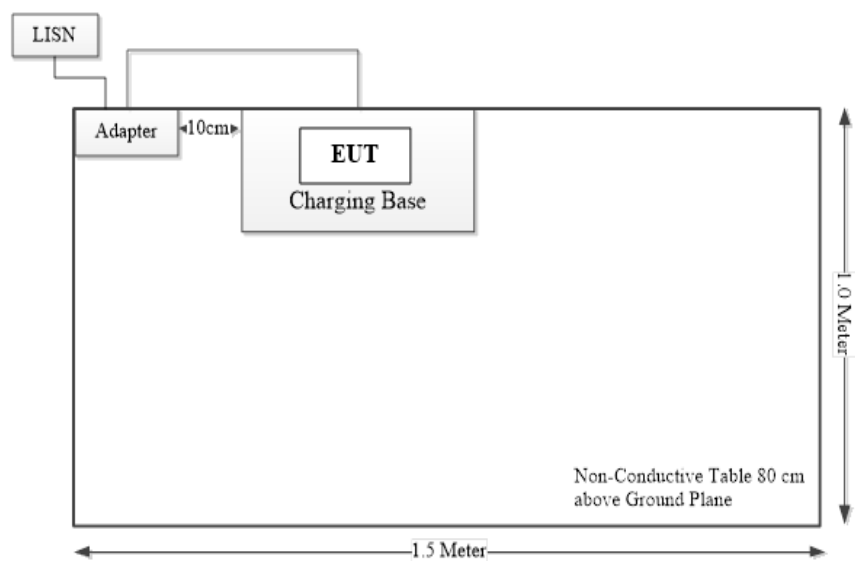 LISN
Adapter
10cm
EUT
Charging Base
1.0 Meter
Non-Conductive Table 80 cm
above Ground Plane
1.5 Meter